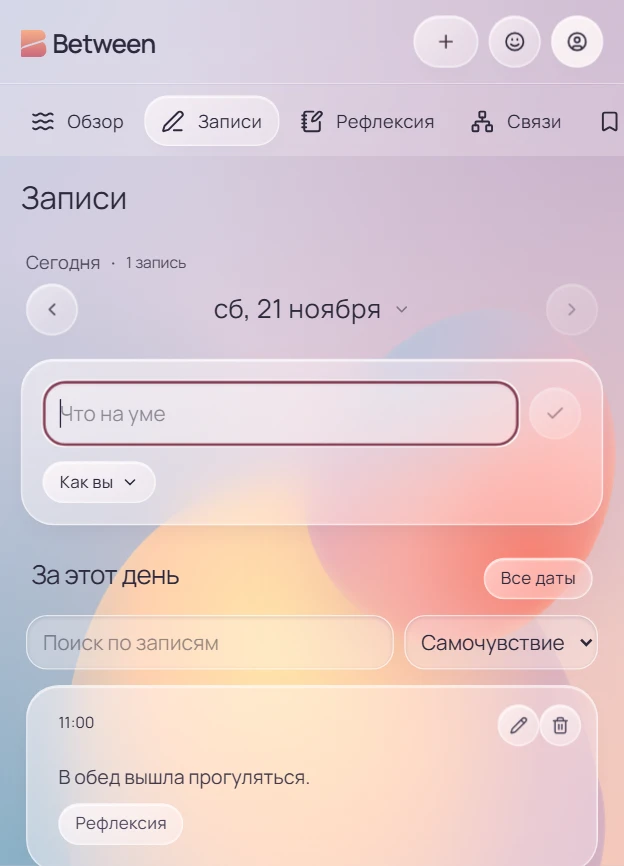 Between
Обзор Записи Рефлексия Связи
Записи
Сегодня · 1 запись
сб, 21 ноября
Что на уме
Как вы
За этот день
Все даты
Поиск по записям Самочувствие
11:00
В обед вышла прогуляться.
Рефлексия